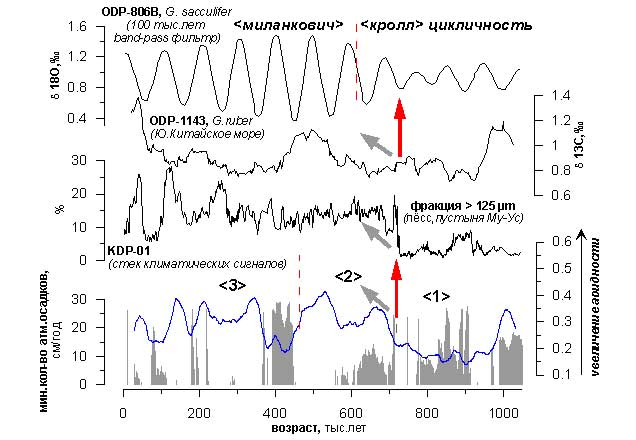 ODP-806B, G. sacculifer
(100 тыс.лет
band-pass фильтр)
<миланкович>
<кролл> цикличность
1.6
1.2
0.8
0.4
δ 18O,‰
ODP-1143, G.ruber
(Ю.Китайское море)
1.4
1.2
1
0.8
0.6
δ 13C,‰
30
20
10
0
%
фракция > 125 µm
(лёсс,пустыня Му-Ус)
KDP-01
(стек климатических сигналов)
<3>
<2>
<1>
30
20
10
0
мин.кол-во атм.осадков,
см/год
0.6
0.5
0.4
0.3
0.2
0.1
увеличение аридности
0
200
400
600
800
1000
возраст, тыс.лет